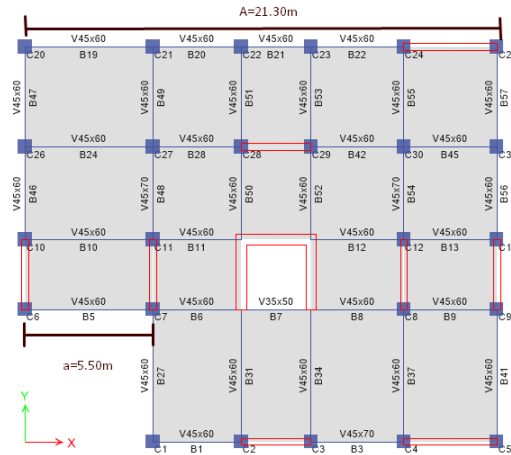 A=21.30m
V45x60 V45x60 V45x60 V45x60
C20 B19 C21 B20 C22 B21 C23 B22 C24 C2
V45x60 B47 V45x60 B49 V45x60 B51 V45x60 B53 V45x60 B55 V45x60 B57
V45x60 V45x60 V45x60 V45x60
C26 B24 C27 B28 C28 C29 B42 C30 B45 C3
V45x60 B46 V45x70 B48 V45x60 B50 V45x60 B52 V45x70 B54 V45x60 B56
V45x60 V45x60 V45x60 V45x60
C10 B10 C11 B11 B12 C12 B13 C1
V45x60 V45x60 V35x50 V45x60 V45x60
C6 B5 C7 B6 B7 B8 C8 B9 C9
a=5.50m
V45x60 B27 V45x60 B31 V45x60 B34 V45x60 B37 V45x60 B41
V45x60 V45x70
C1 B1 C2 C3 B3 C4 C5
Y
X